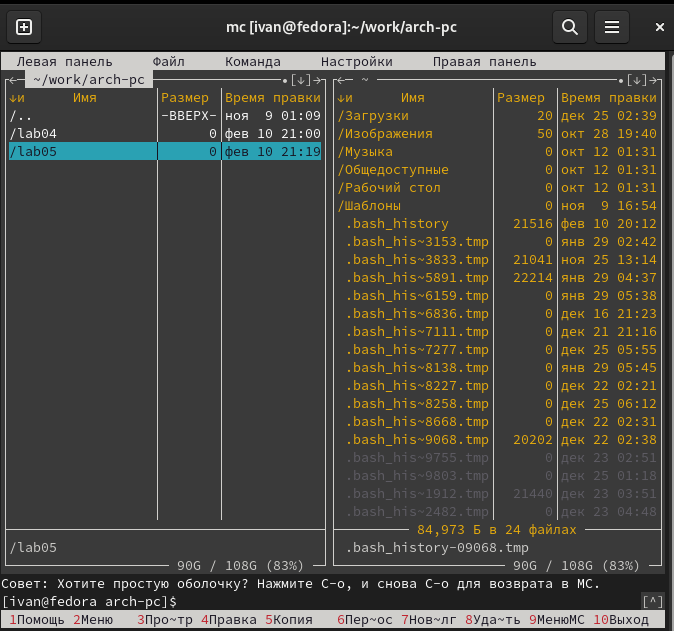 mc [ivan@fedora]:~/work/arch-pc
Левая панель Файл Команда Настройки Правая панель
←─ ~/work/arch-pc •[↓]→
↓и Имя Размер Время правки
/.. -ВВЕРХ- ноя 9 01:09
/lab04 0 фев 10 21:00
/lab05 0 фев 10 21:19
/lab05
90G / 108G (83%)
←─ ~ •[↓]→
↓и Имя Размер Время правки
/Загрузки 20 дек 25 02:39
/Изображения 50 окт 28 19:40
/Музыка 0 окт 12 01:31
/Общедоступные 0 окт 12 01:31
/Рабочий стол 0 окт 12 01:31
/Шаблоны 0 ноя 9 16:54
.bash_history 21516 фев 10 20:12
.bash_his~3153.tmp 0 янв 29 02:42
.bash_his~3833.tmp 21041 ноя 25 13:14
.bash_his~5891.tmp 22214 янв 29 04:37
.bash_his~6159.tmp 0 янв 29 05:38
.bash_his~6836.tmp 0 дек 16 21:23
.bash_his~7111.tmp 0 дек 21 21:16
.bash_his~7277.tmp 0 дек 25 05:55
.bash_his~8138.tmp 0 янв 29 05:45
.bash_his~8227.tmp 0 дек 22 02:21
.bash_his~8258.tmp 0 дек 25 06:12
.bash_his~8668.tmp 0 дек 22 02:31
.bash_his~9068.tmp 20202 дек 22 02:38
.bash_his~9755.tmp 0 дек 23 02:51
.bash_his~9803.tmp 0 дек 25 01:18
.bash_his~1912.tmp 21440 дек 23 03:51
.bash_his~2482.tmp 0 дек 23 04:48
84,973 Б в 24 файлах
.bash_history-09068.tmp
90G / 108G (83%)
Совет: Хотите простую оболочку? Нажмите C-o, и снова C-o для возврата в MC.
[ivan@fedora arch-pc]$ [^]
1Помощь 2Меню 3Про~тр 4Правка 5Копия 6Пер~ос 7Нов~лг 8Уда~ть 9МенюMC 10Выход